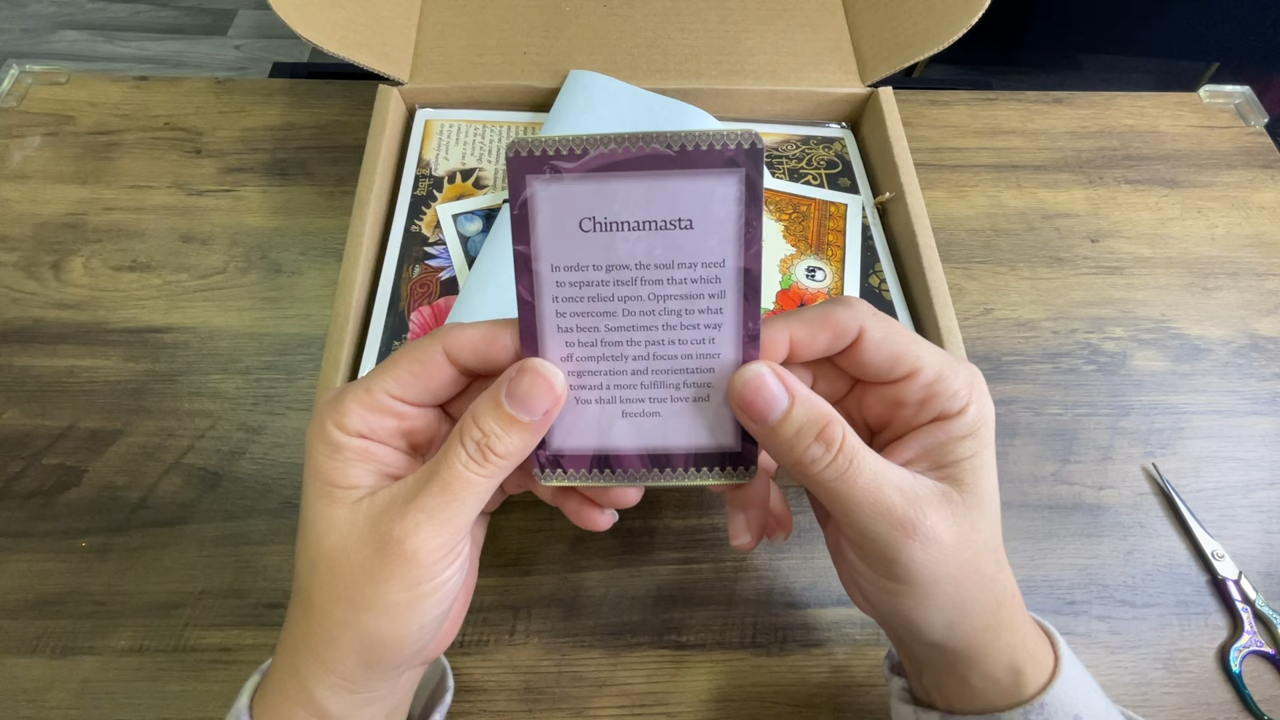 Chinnamasta
In order to grow, the soul may need
to separate itself from that which
it once relied upon. Oppression will
be overcome. Do not cling to what
has been. Sometimes the best way
to heal from the past is to cut it
off completely and focus on inner
regeneration and reorientation
toward a more fulfilling future.
You shall know true love and
freedom.